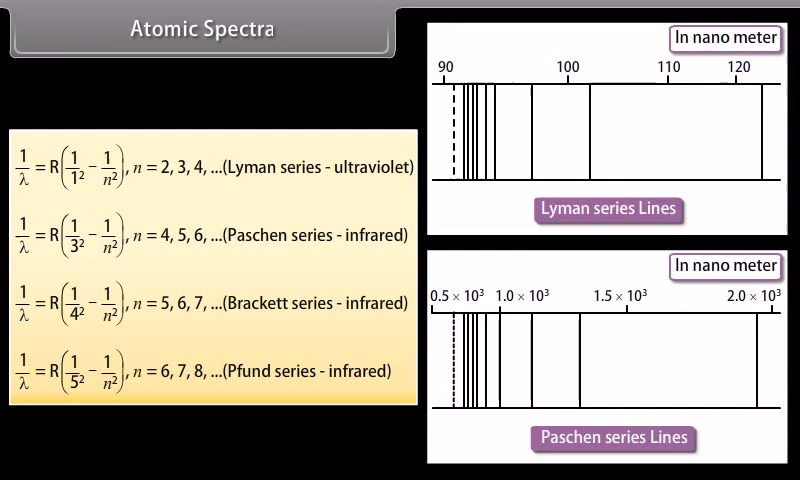 Atomic Spectra
1/λ = R(1/1² − 1/n²), n = 2, 3, 4, ...(Lyman series - ultraviolet)
1/λ = R(1/3² − 1/n²), n = 4, 5, 6, ...(Paschen series - infrared)
1/λ = R(1/4² − 1/n²), n = 5, 6, 7, ...(Brackett series - infrared)
1/λ = R(1/5² − 1/n²), n = 6, 7, 8, ...(Pfund series - infrared)
In nano meter
90 100 110 120
Lyman series Lines
In nano meter
0.5 × 10³ 1.0 × 10³ 1.5 × 10³ 2.0 × 10³
Paschen series Lines